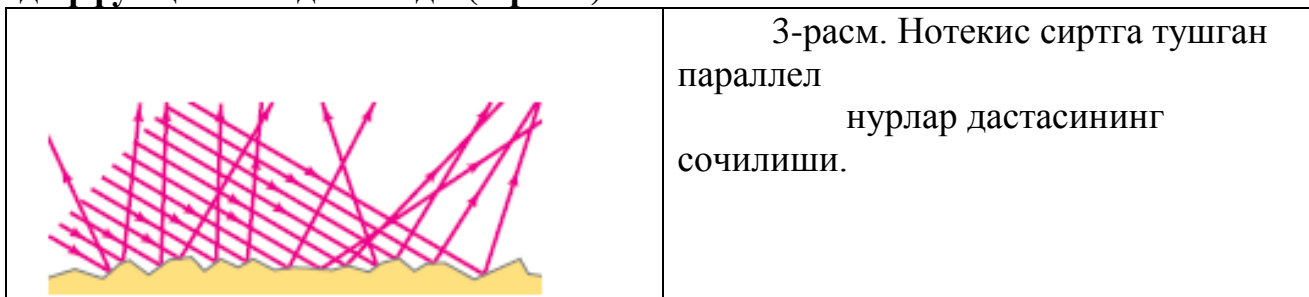 3-расм. Нотекис сиртга тушган
параллел
нурлар дастасининг
сочилиши.